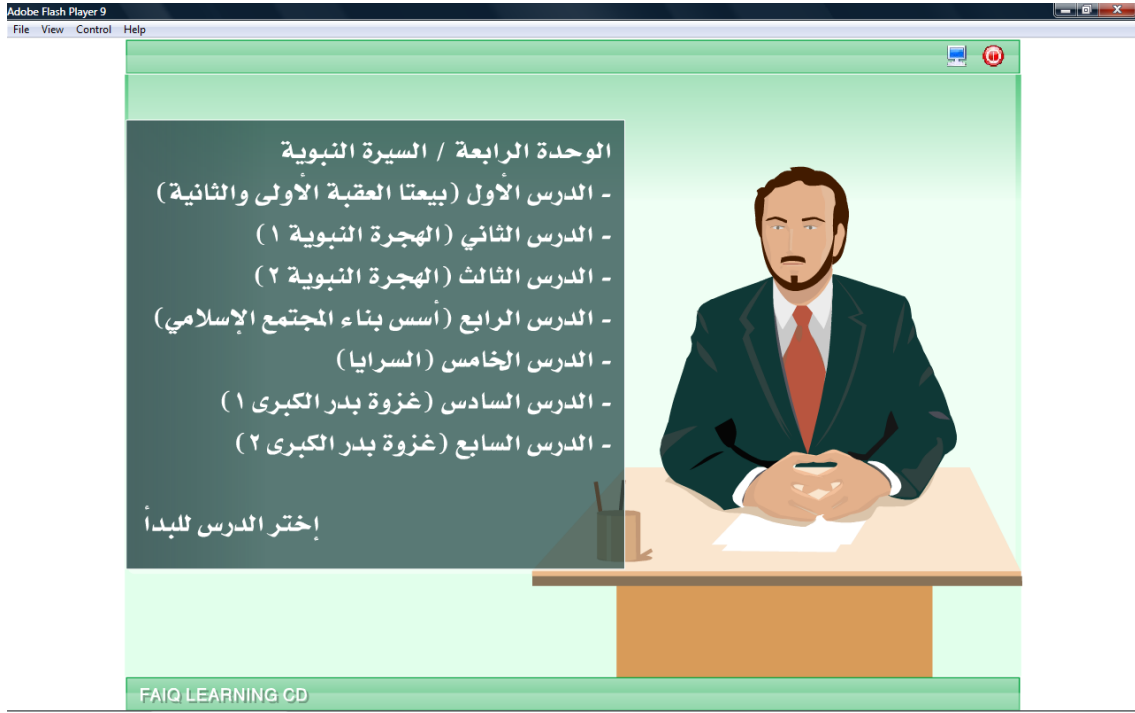 Adobe Flash Player 9
File View Control Help
الوحدة الرابعة / السيرة النبوية
- الدرس الأول (بيعتا العقبة الأولى والثانية)
- الدرس الثاني (الهجرة النبوية ١)
- الدرس الثالث (الهجرة النبوية ٢)
- الدرس الرابع (أسس بناء المجتمع الإسلامي)
- الدرس الخامس (السرايا)
- الدرس السادس (غزوة بدر الكبرى ١)
- الدرس السابع (غزوة بدر الكبرى ٢)
إختر الدرس للبدأ
FAIQ LEARNING CD